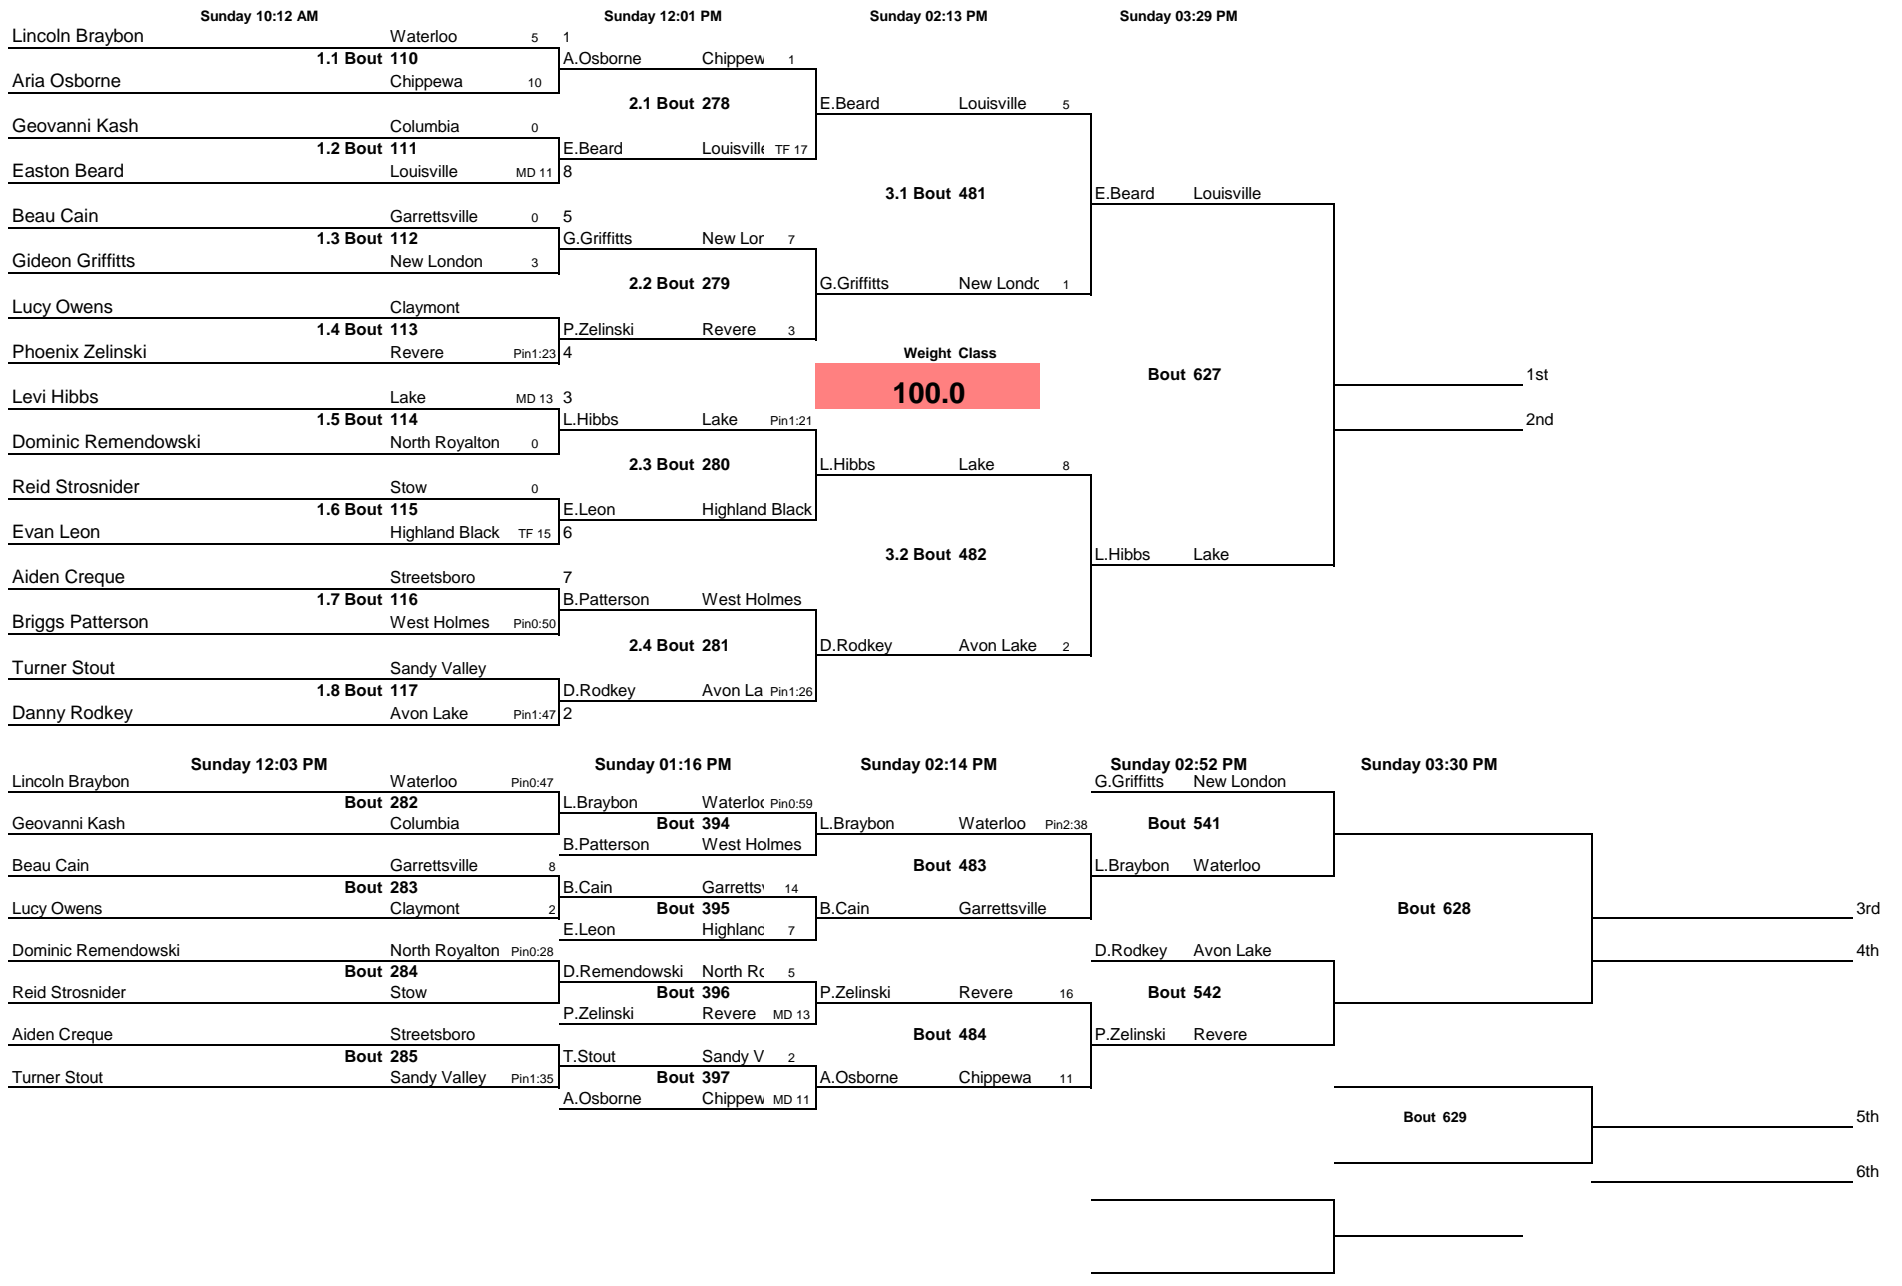 Sunday 10:12 AM Sunday 12:01 PM Sunday 02:13 PM Sunday 03:29 PM
Lincoln Braybon Waterloo 5 1
1.1 Bout 110 A.Osborne Chippew 1
Aria Osborne Chippewa 10
2.1 Bout 278 E.Beard Louisville 5
Geovanni Kash Columbia 0
1.2 Bout 111 E.Beard Louisville TF 17
Easton Beard Louisville MD 11 8
3.1 Bout 481 E.Beard Louisville
Beau Cain Garrettsville 0 5
1.3 Bout 112 G.Griffitts New Lor 7
Gideon Griffitts New London 3
2.2 Bout 279 G.Griffitts New Londc 1
Lucy Owens Claymont
1.4 Bout 113 P.Zelinski Revere 3
Phoenix Zelinski Revere Pin1:23 4 Weight Class
Bout 627 1st
Levi Hibbs Lake MD 13 3 100.0
1.5 Bout 114 L.Hibbs Lake Pin1:21 2nd
Dominic Remendowski North Royalton 0
2.3 Bout 280 L.Hibbs Lake 8
Reid Strosnider Stow 0
1.6 Bout 115 E.Leon Highland Black
Evan Leon Highland Black TF 15 6
3.2 Bout 482 L.Hibbs Lake
Aiden Creque Streetsboro 7
1.7 Bout 116 B.Patterson West Holmes
Briggs Patterson West Holmes Pin0:50
2.4 Bout 281 D.Rodkey Avon Lake 2
Turner Stout Sandy Valley
1.8 Bout 117 D.Rodkey Avon La Pin1:26
Danny Rodkey Avon Lake Pin1:47 2
Sunday 12:03 PM Sunday 01:16 PM Sunday 02:14 PM Sunday 02:52 PM Sunday 03:30 PM
Lincoln Braybon Waterloo Pin0:47 G.Griffitts New London
Bout 282 L.Braybon Waterloc Pin0:59
Geovanni Kash Columbia Bout 394 L.Braybon Waterloo Pin2:38 Bout 541
B.Patterson West Holmes
Beau Cain Garrettsville 8 Bout 483 L.Braybon Waterloo
Bout 283 B.Cain Garretts 14
Lucy Owens Claymont 2 Bout 395 B.Cain Garrettsville Bout 628 3rd
E.Leon Highlanc 7
Dominic Remendowski North Royalton Pin0:28 D.Rodkey Avon Lake 4th
Bout 284 D.Remendowski North Rc 5
Reid Strosnider Stow Bout 396 P.Zelinski Revere 16 Bout 542
P.Zelinski Revere MD 13
Aiden Creque Streetsboro Bout 484 P.Zelinski Revere
Bout 285 T.Stout Sandy V 2
Turner Stout Sandy Valley Pin1:35 Bout 397 A.Osborne Chippewa 11
A.Osborne Chippew MD 11
Bout 629 5th
6th